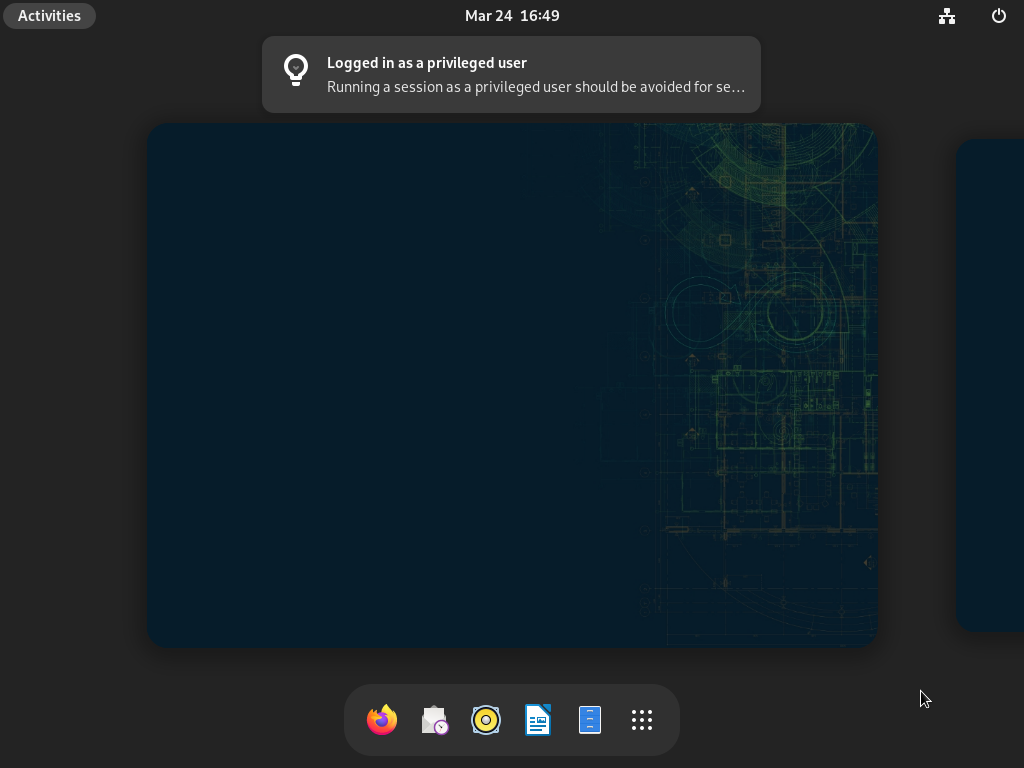 Activities
Mar 24 16:49
Logged in as a privileged user
Running a session as a privileged user should be avoided for se…